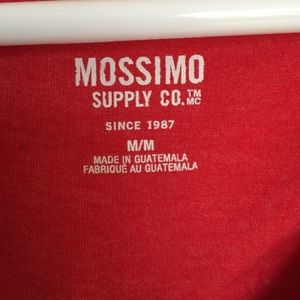 MOSSIMO
SUPPLY CO.™ MC
SINCE 1987
M/M
MADE IN GUATEMALA
FABRIQUÉ AU GUATEMALA